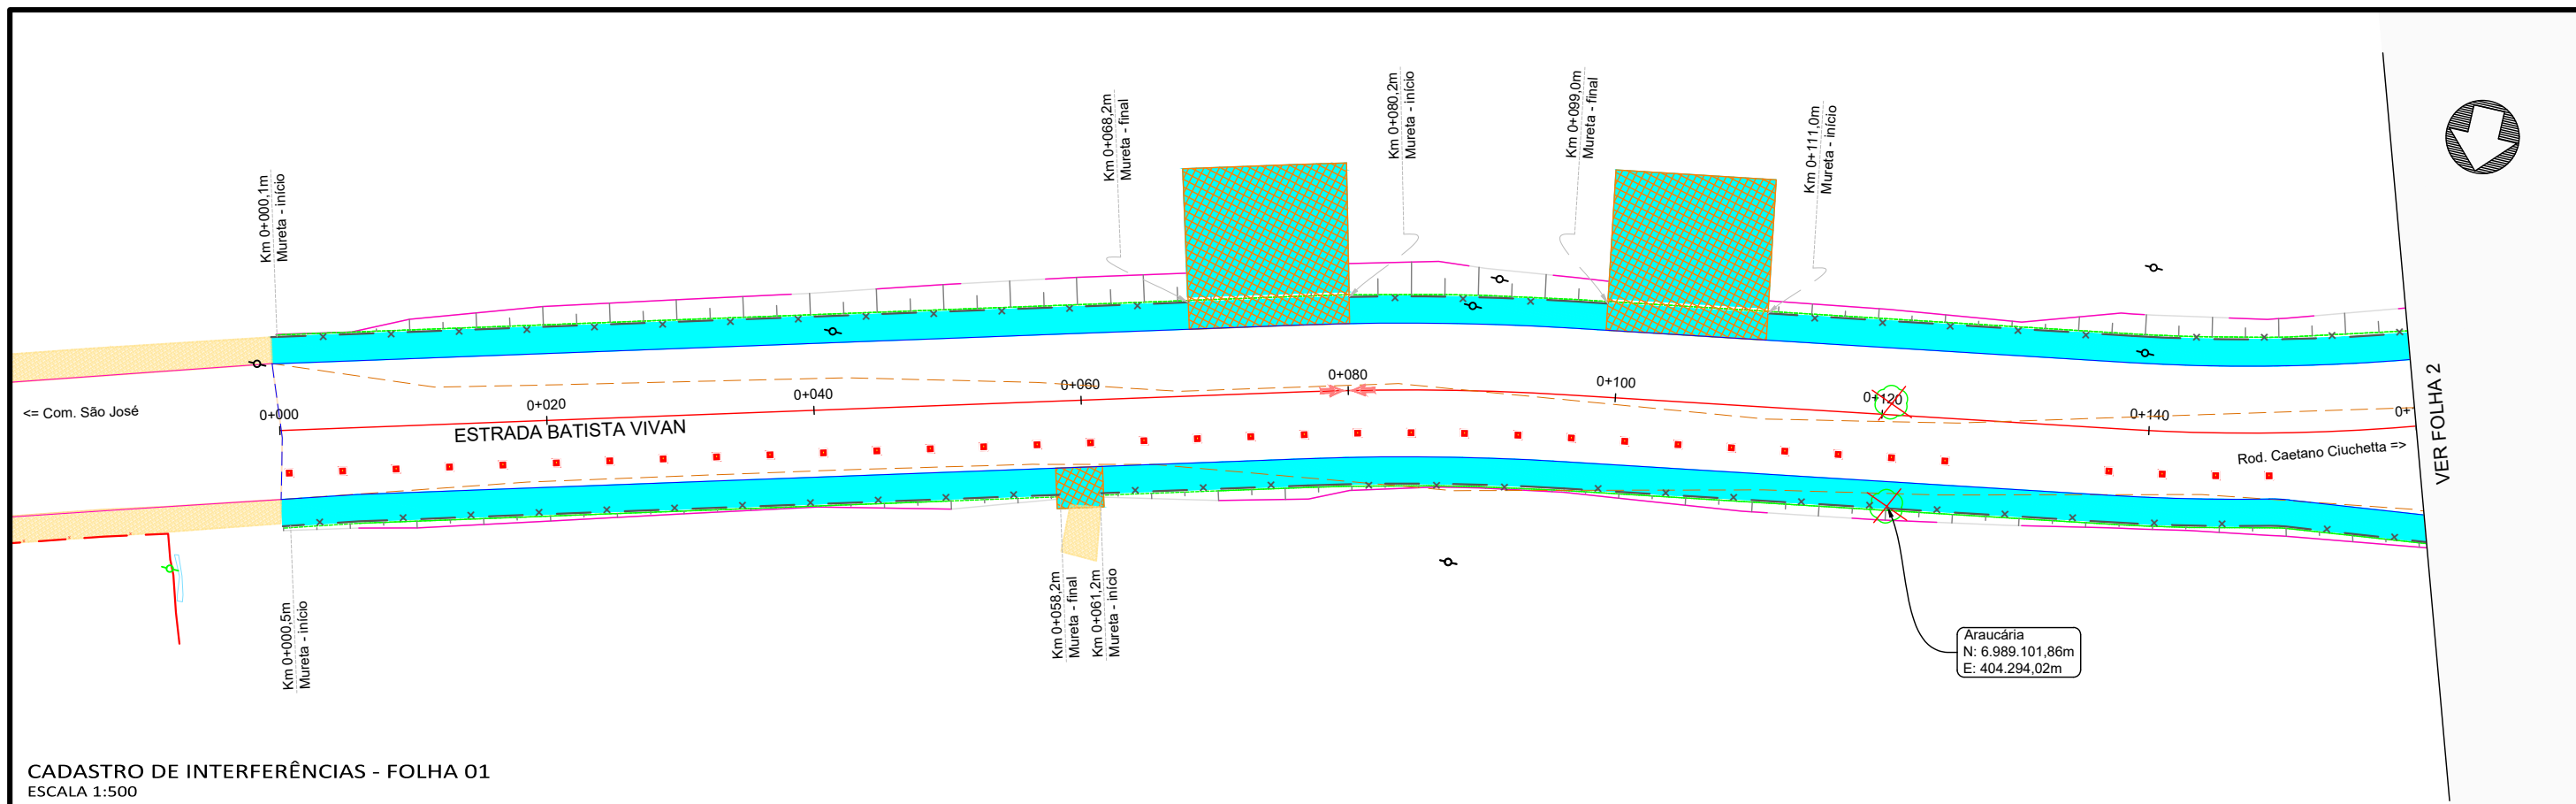 Km 0+000,1m
Mureta - início
Km 0+068,2m
Mureta - final
Km 0+080,2m
Mureta - início
Km 0+099,0m
Mureta - final
Km 0+111,0m
Mureta - início
<= Com. São José
0+000
0+020
0+040
0+060
0+080
0+100
0+120
0+140
0+
ESTRADA BATISTA VIVAN
Rod. Caetano Ciuchetta =>
VER FOLHA 2
Km 0+000,5m
Mureta - início
Km 0+058,2m
Mureta - final
Km 0+061,2m
Mureta - início
Araucária
N: 6.989.101,86m
E: 404.294,02m
CADASTRO DE INTERFERÊNCIAS - FOLHA 01
ESCALA 1:500